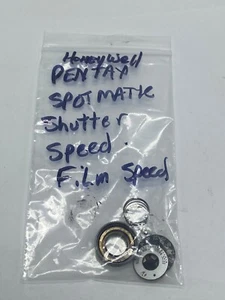 Honeywell
PENTAX
SPOTMATIC
Shutter
Speed.
Film Speed